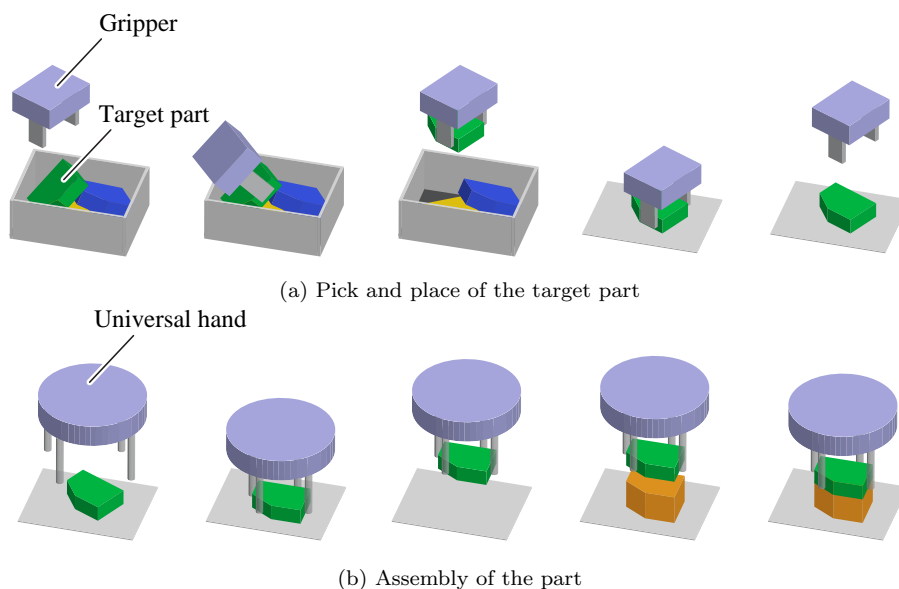 Gripper
Target part
(a) Pick and place of the target part
Universal hand
(b) Assembly of the part